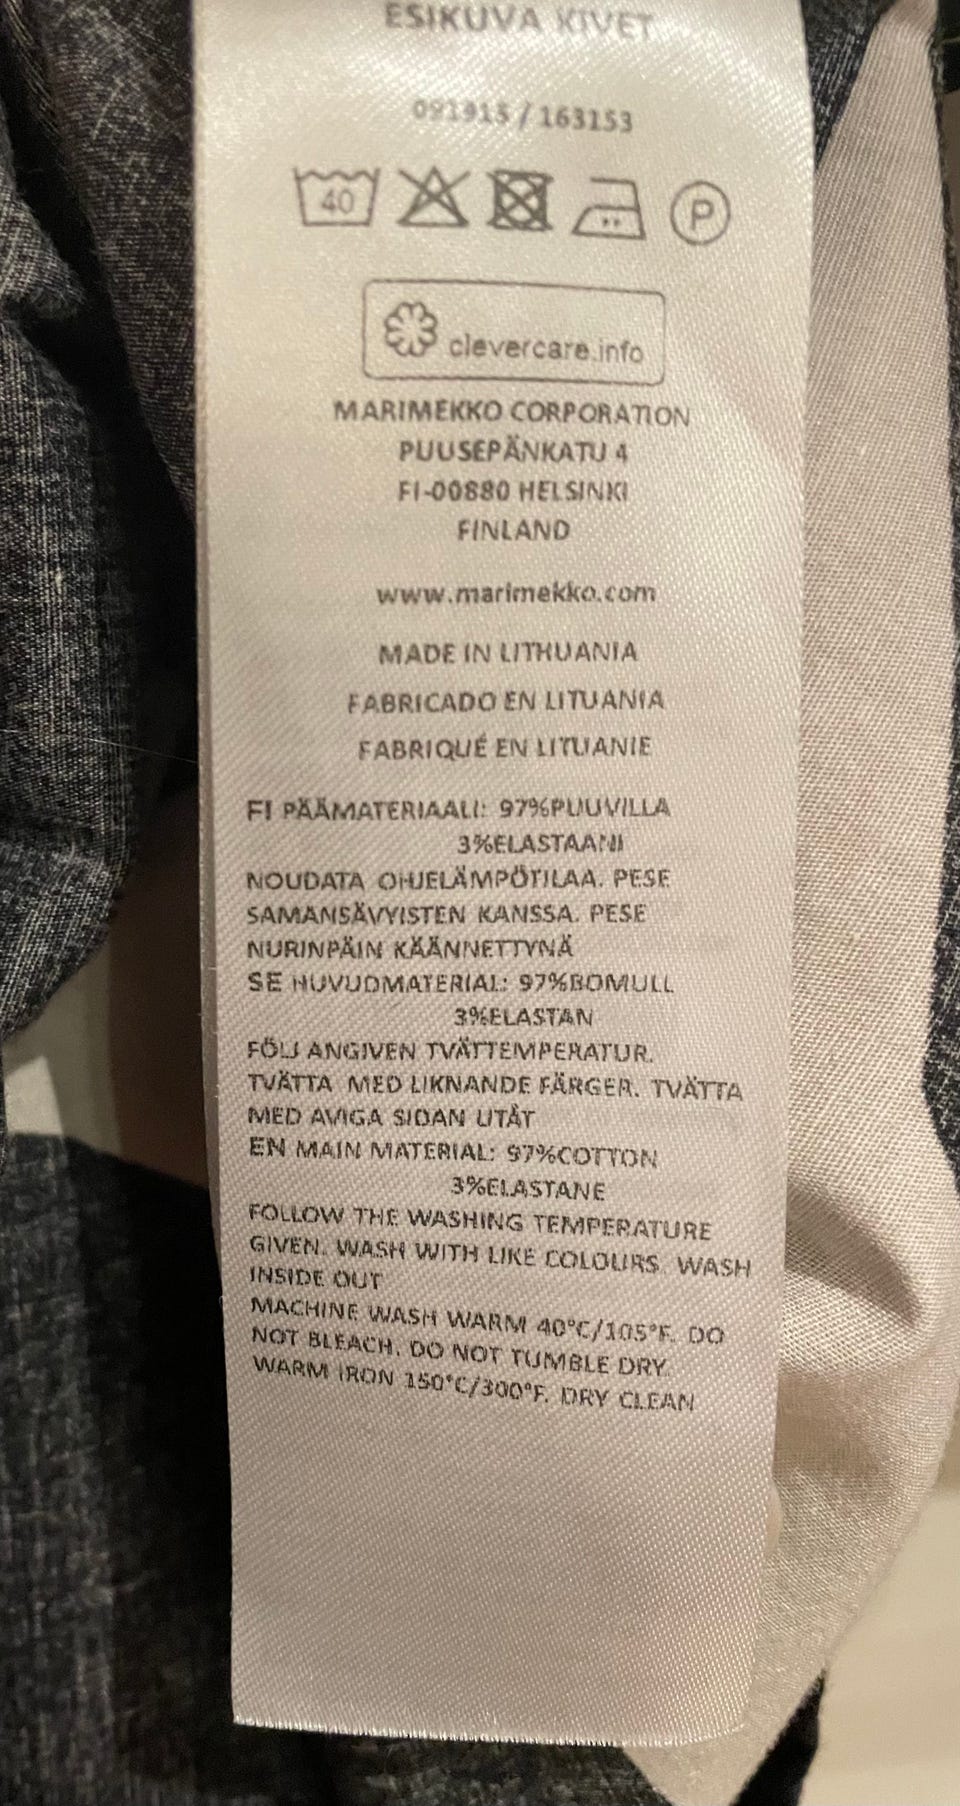 ESIKUVA KIVET
091915 / 163153
40
P
clevercare.info
MARIMEKKO CORPORATION
PUUSEPÄNKATU 4
FI-00880 HELSINKI
FINLAND
www.marimekko.com
MADE IN LITHUANIA
FABRICADO EN LITUANIA
FABRIQUÉ EN LITUANIE
FI PÄÄMATERIAALI: 97%PUUVILLA
3%ELASTAANI
NOUDATA OHJELÄMPÖTILAA. PESE
SAMANSÄVYISTEN KANSSA. PESE
NURINPÄIN KÄÄNNETTYNÄ
SE HUVUDMATERIAL: 97%BOMULL
3%ELASTAN
FÖLJ ANGIVEN TVÄTTEMPERATUR.
TVÄTTA MED LIKNANDE FÄRGER. TVÄTTA
MED AVIGA SIDAN UTÅT
EN MAIN MATERIAL: 97%COTTON
3%ELASTANE
FOLLOW THE WASHING TEMPERATURE
GIVEN. WASH WITH LIKE COLOURS. WASH
INSIDE OUT
MACHINE WASH WARM 40°C/105°F. DO
NOT BLEACH. DO NOT TUMBLE DRY.
WARM IRON 150°C/300°F. DRY CLEAN